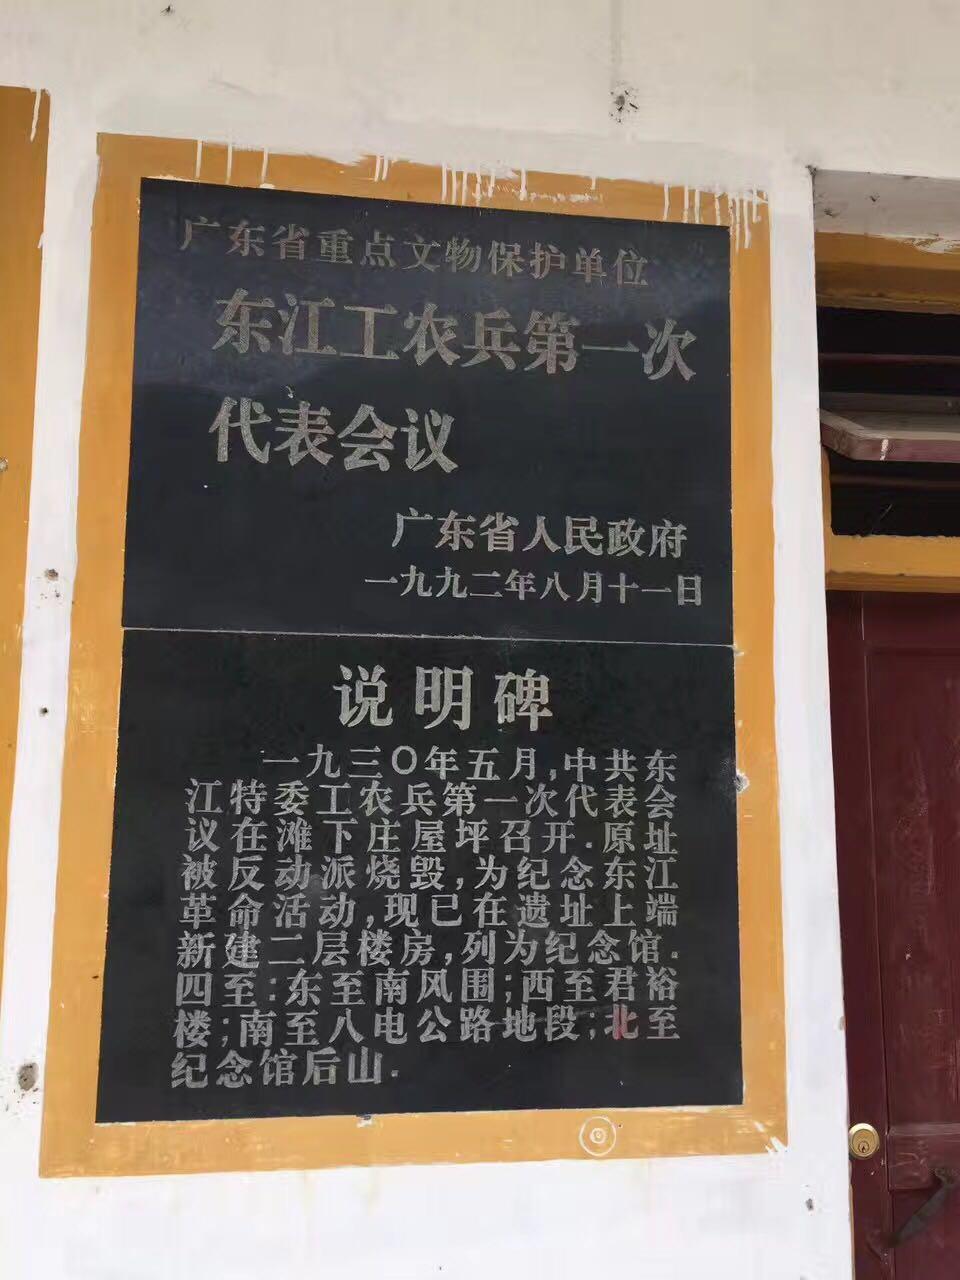 广东省重点文物保护单位
东江工农兵第一次
代表会议
广东省人民政府
一九九二年八月十一日
说明碑
一九三〇年五月,中共东
江特委工农兵第一次代表会
议在滩下庄屋坪召开.原址
被反动派烧毁,为纪念东江
革命活动,现已在遗址上端
新建二层楼房,列为纪念馆.
四至:东至南风围;西至君裕
楼;南至八电公路地段;北至
纪念馆后山.